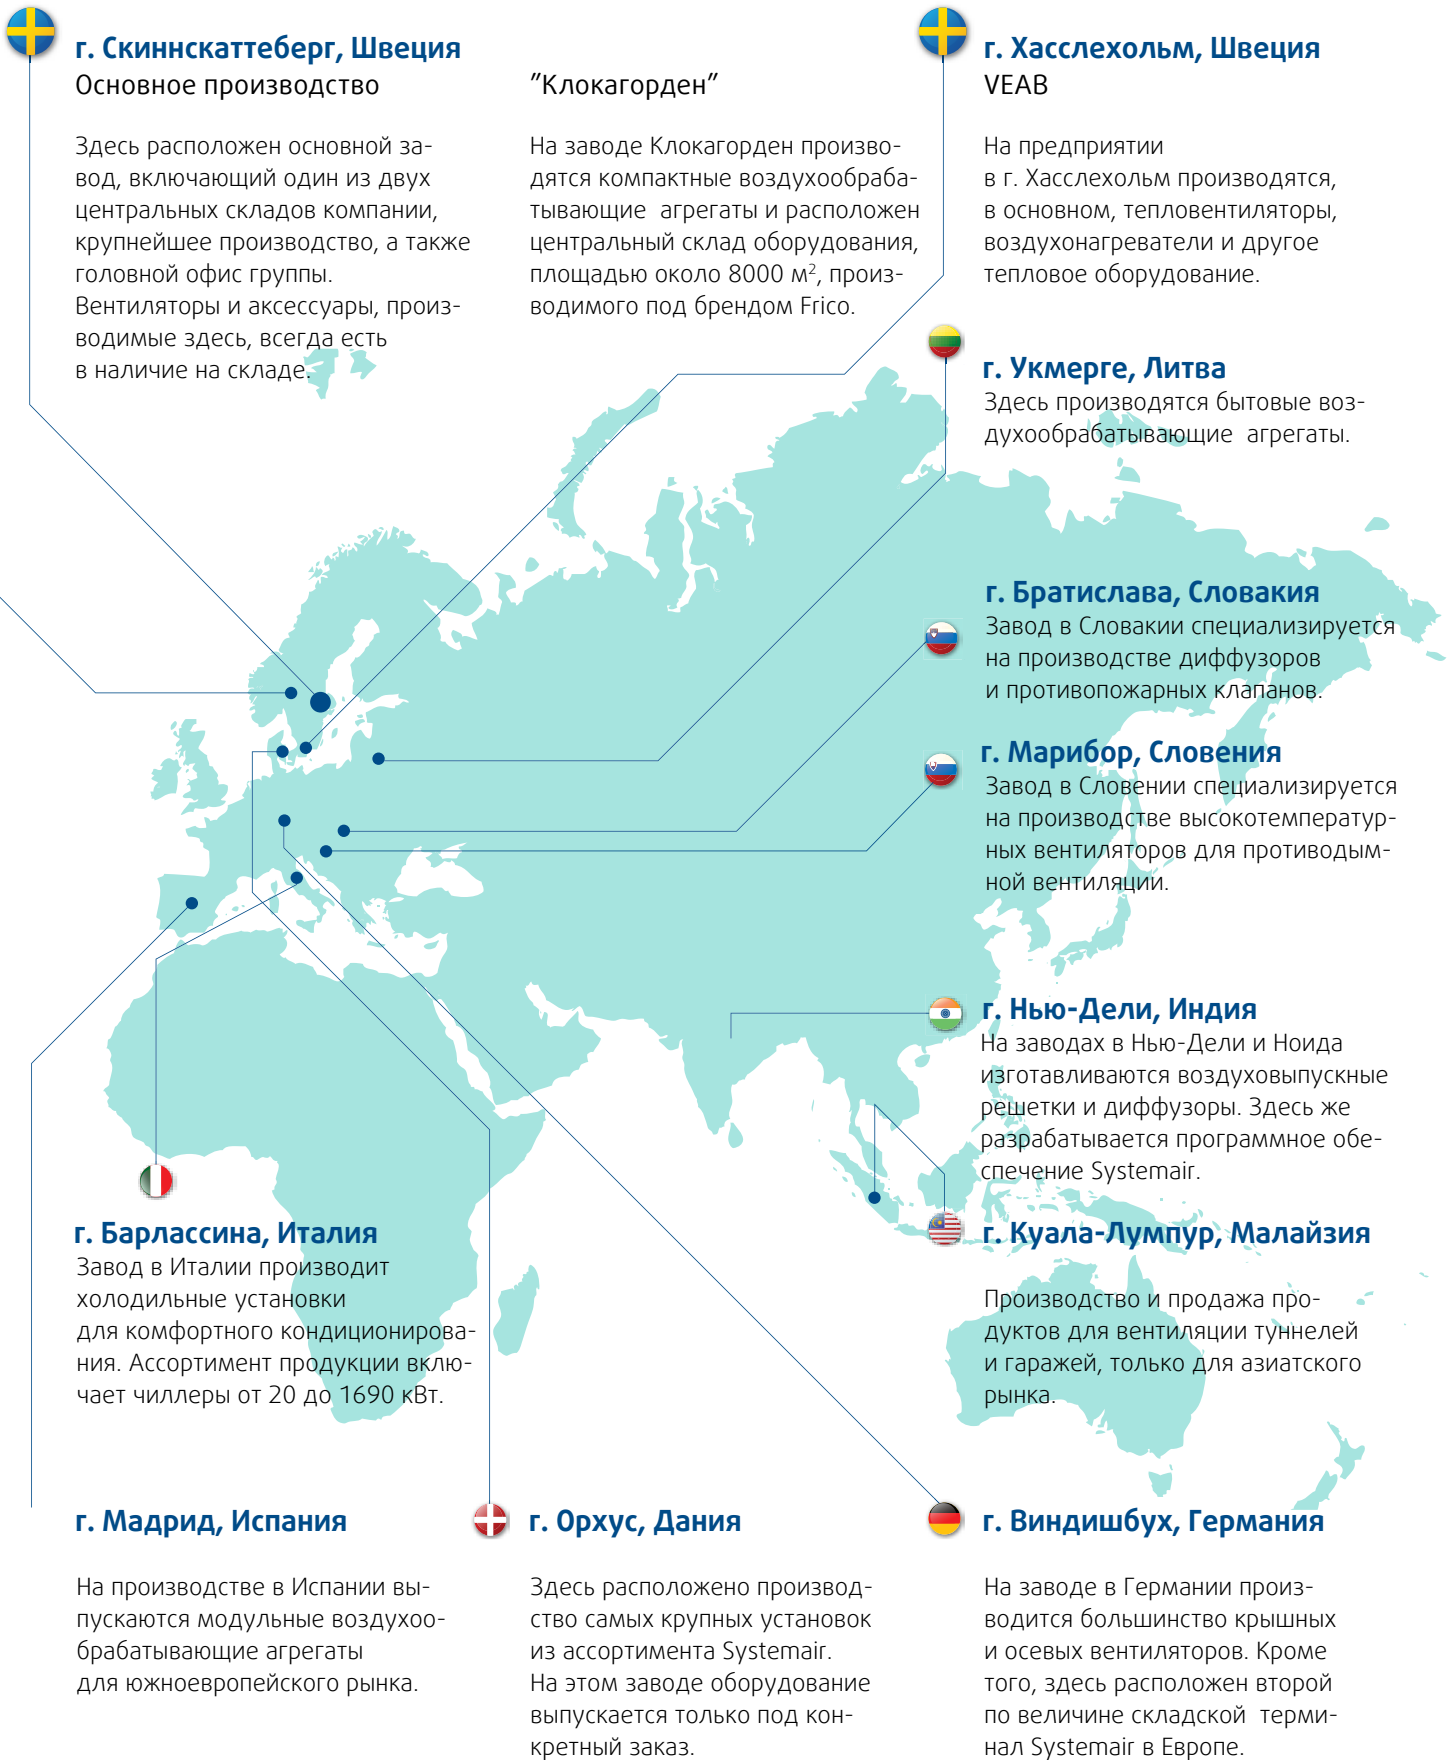 г. Скиннскаттеберг, Швеция
Основное производство
Здесь расположен основной за-
вод, включающий один из двух
центральных складов компании,
крупнейшее производство, а также
головной офис группы.
Вентиляторы и аксессуары, произ-
водимые здесь, всегда есть
в наличие на складе.
"Клокагорден"
На заводе Клокагорден произво-
дятся компактные воздухообраба-
тывающие агрегаты и расположен
центральный склад оборудования,
площадью около 8000 м², произ-
водимого под брендом Frico.
г. Хасслехольм, Швеция
VEAB
На предприятии
в г. Хасслехольм производятся,
в основном, тепловентиляторы,
воздухонагреватели и другое
тепловое оборудование.
г. Укмерге, Литва
Здесь производятся бытовые воз-
духообрабатывающие агрегаты.
г. Братислава, Словакия
Завод в Словакии специализируется
на производстве диффузоров
и противопожарных клапанов.
г. Марибор, Словения
Завод в Словении специализируется
на производстве высокотемператур-
ных вентиляторов для противодым-
ной вентиляции.
г. Нью-Дели, Индия
На заводах в Нью-Дели и Ноида
изготавливаются воздуховыпускные
решетки и диффузоры. Здесь же
разрабатывается программное обе-
спечение Systemair.
г. Куала-Лумпур, Малайзия
Производство и продажа про-
дуктов для вентиляции туннелей
и гаражей, только для азиатского
рынка.
г. Барлассина, Италия
Завод в Италии производит
холодильные установки
для комфортного кондиционирова-
ния. Ассортимент продукции вклю-
чает чиллеры от 20 до 1690 кВт.
г. Мадрид, Испания
На производстве в Испании вы-
пускаются модульные воздухоо-
брабатывающие агрегаты
для южноевропейского рынка.
г. Орхус, Дания
Здесь расположено производ-
ство самых крупных установок
из ассортимента Systemair.
На этом заводе оборудование
выпускается только под кон-
кретный заказ.
г. Виндишбух, Германия
На заводе в Германии произ-
водится большинство крышных
и осевых вентиляторов. Кроме
того, здесь расположен второй
по величине складской терми-
нал Systemair в Европе.